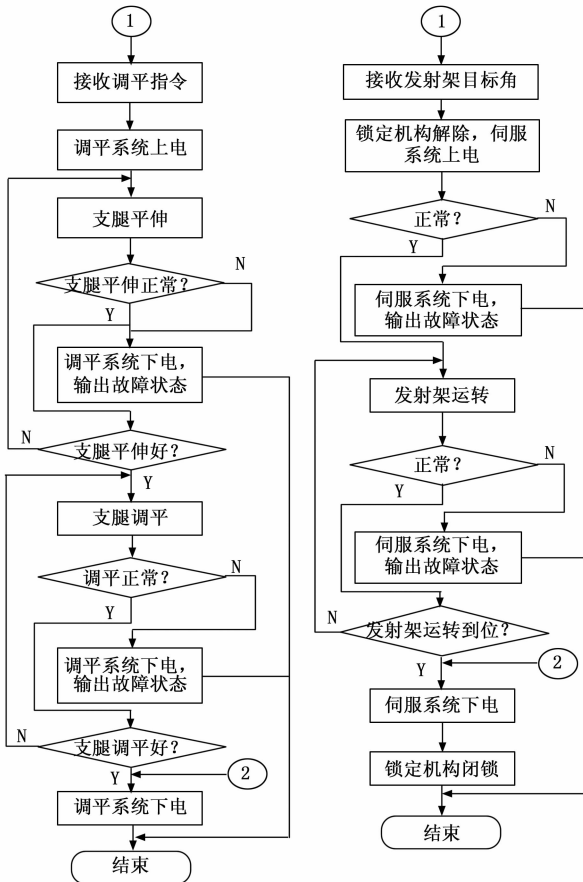 1
接收调平指令
调平系统上电
支腿平伸
支腿平伸正常？
N
Y
调平系统下电，
输出故障状态
支腿平伸好？
N
Y
支腿调平
调平正常？
N
Y
调平系统下电，
输出故障状态
支腿调平好？
N
Y
2
调平系统下电
结束
1
接收发射架目标角
锁定机构解除，伺服
系统上电
正常？
N
Y
伺服系统下电，
输出故障状态
发射架运转
正常？
N
Y
伺服系统下电，
输出故障状态
发射架运转到位？
N
Y
2
伺服系统下电
锁定机构闭锁
结束